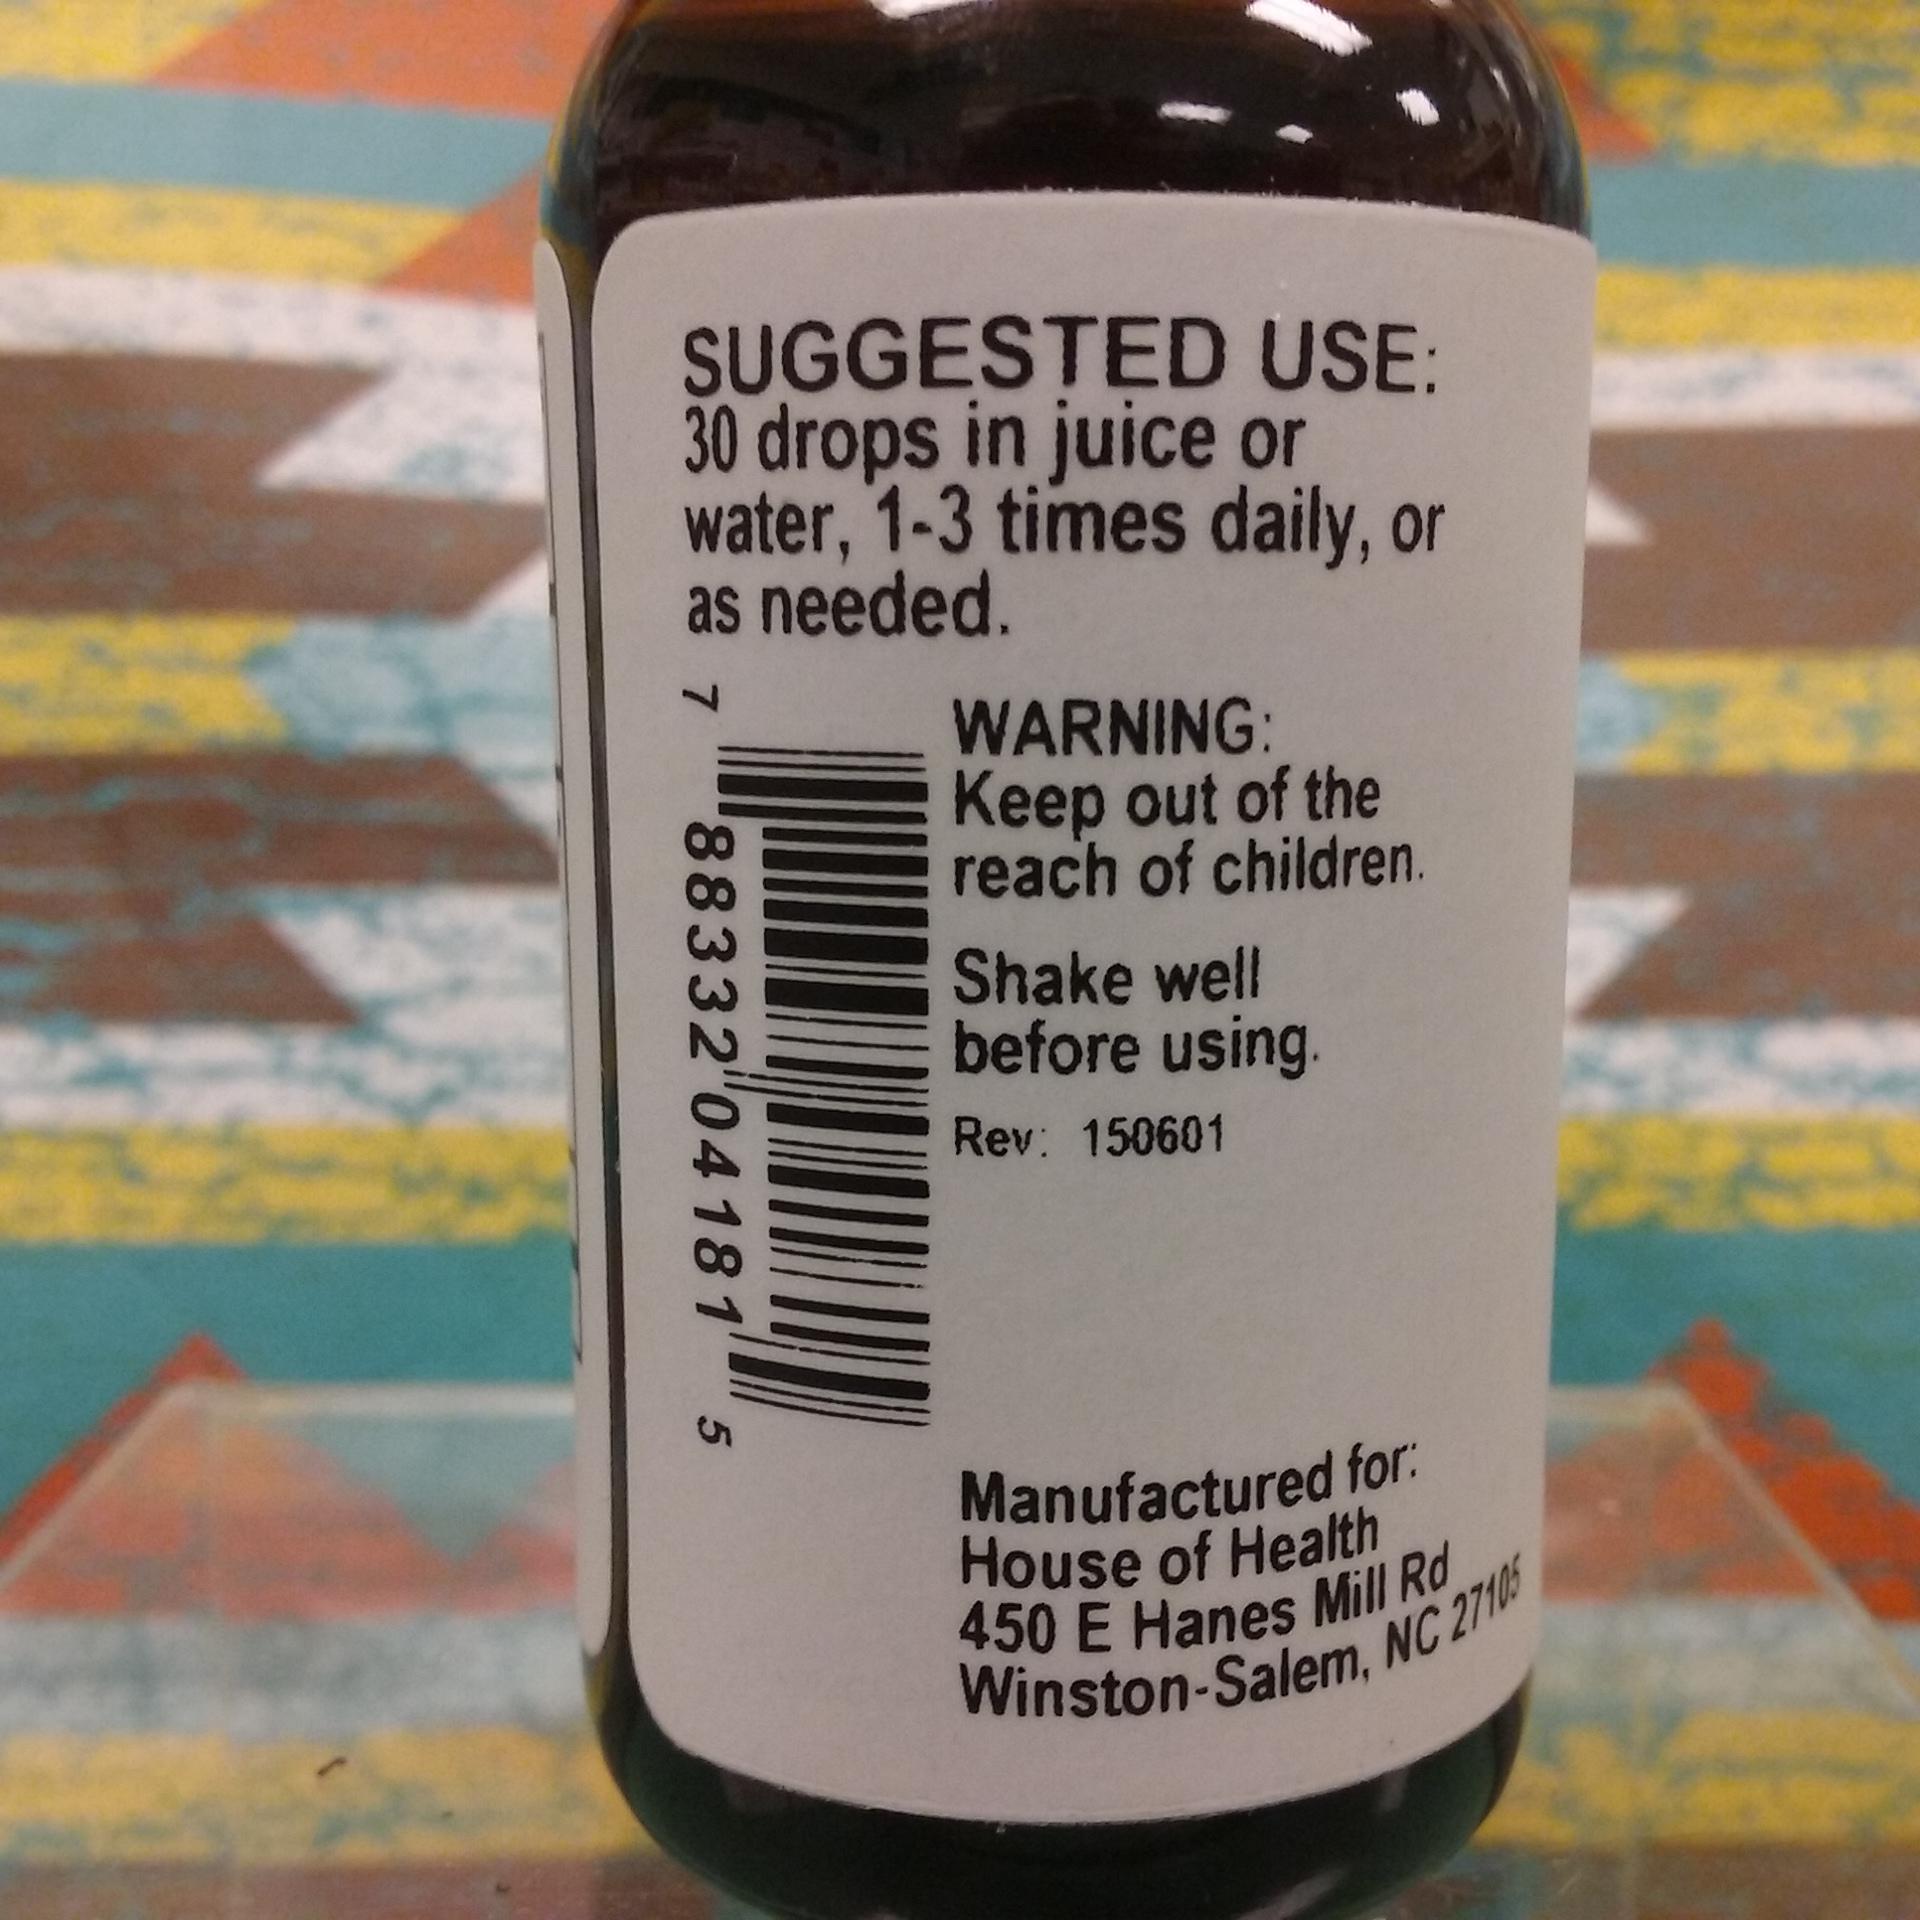 SUGGESTED USE:
30 drops in juice or
water, 1-3 times daily, or
as needed.
7 88332 04181 5
WARNING:
Keep out of the
reach of children.
Shake well
before using.
Rev: 150601
Manufactured for:
House of Health
450 E Hanes Mill Rd
Winston-Salem, NC 27105